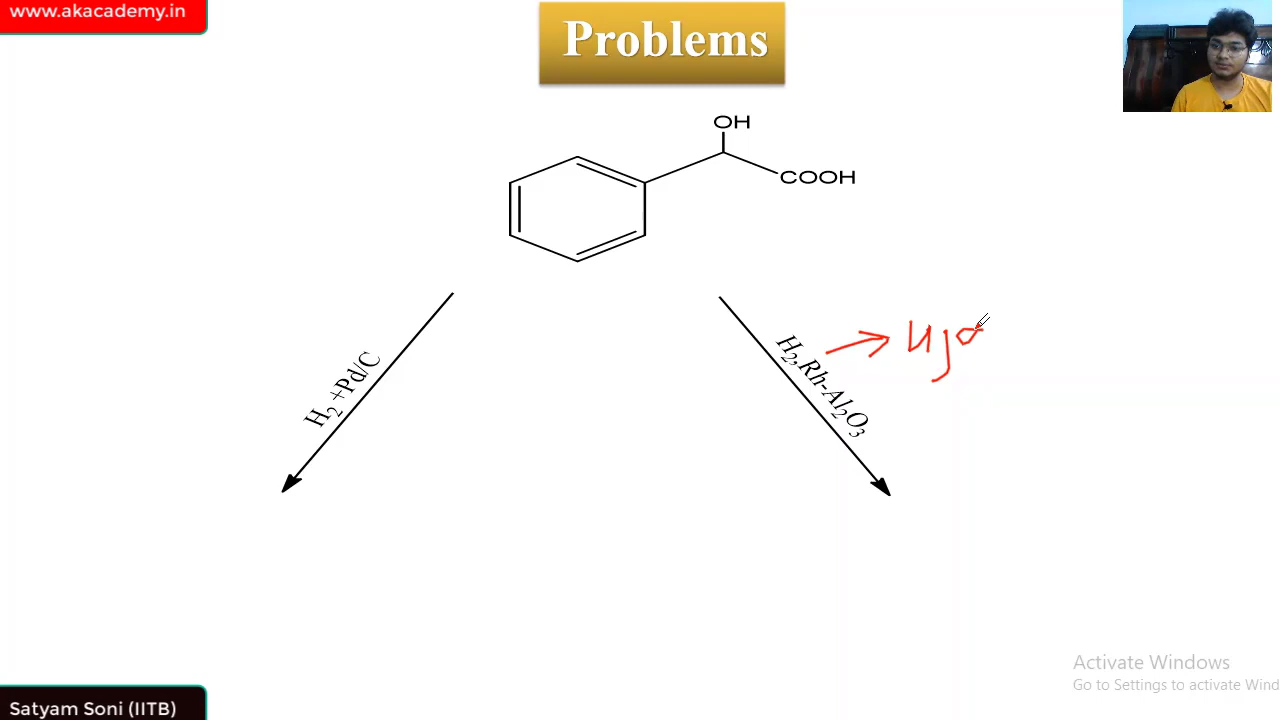 www.akacademy.in
Problems
OH
COOH
H2 +Pd/C
H2,Rh-Al2O3
Activate Windows
Go to Settings to activate Wind
Satyam Soni (IITB)